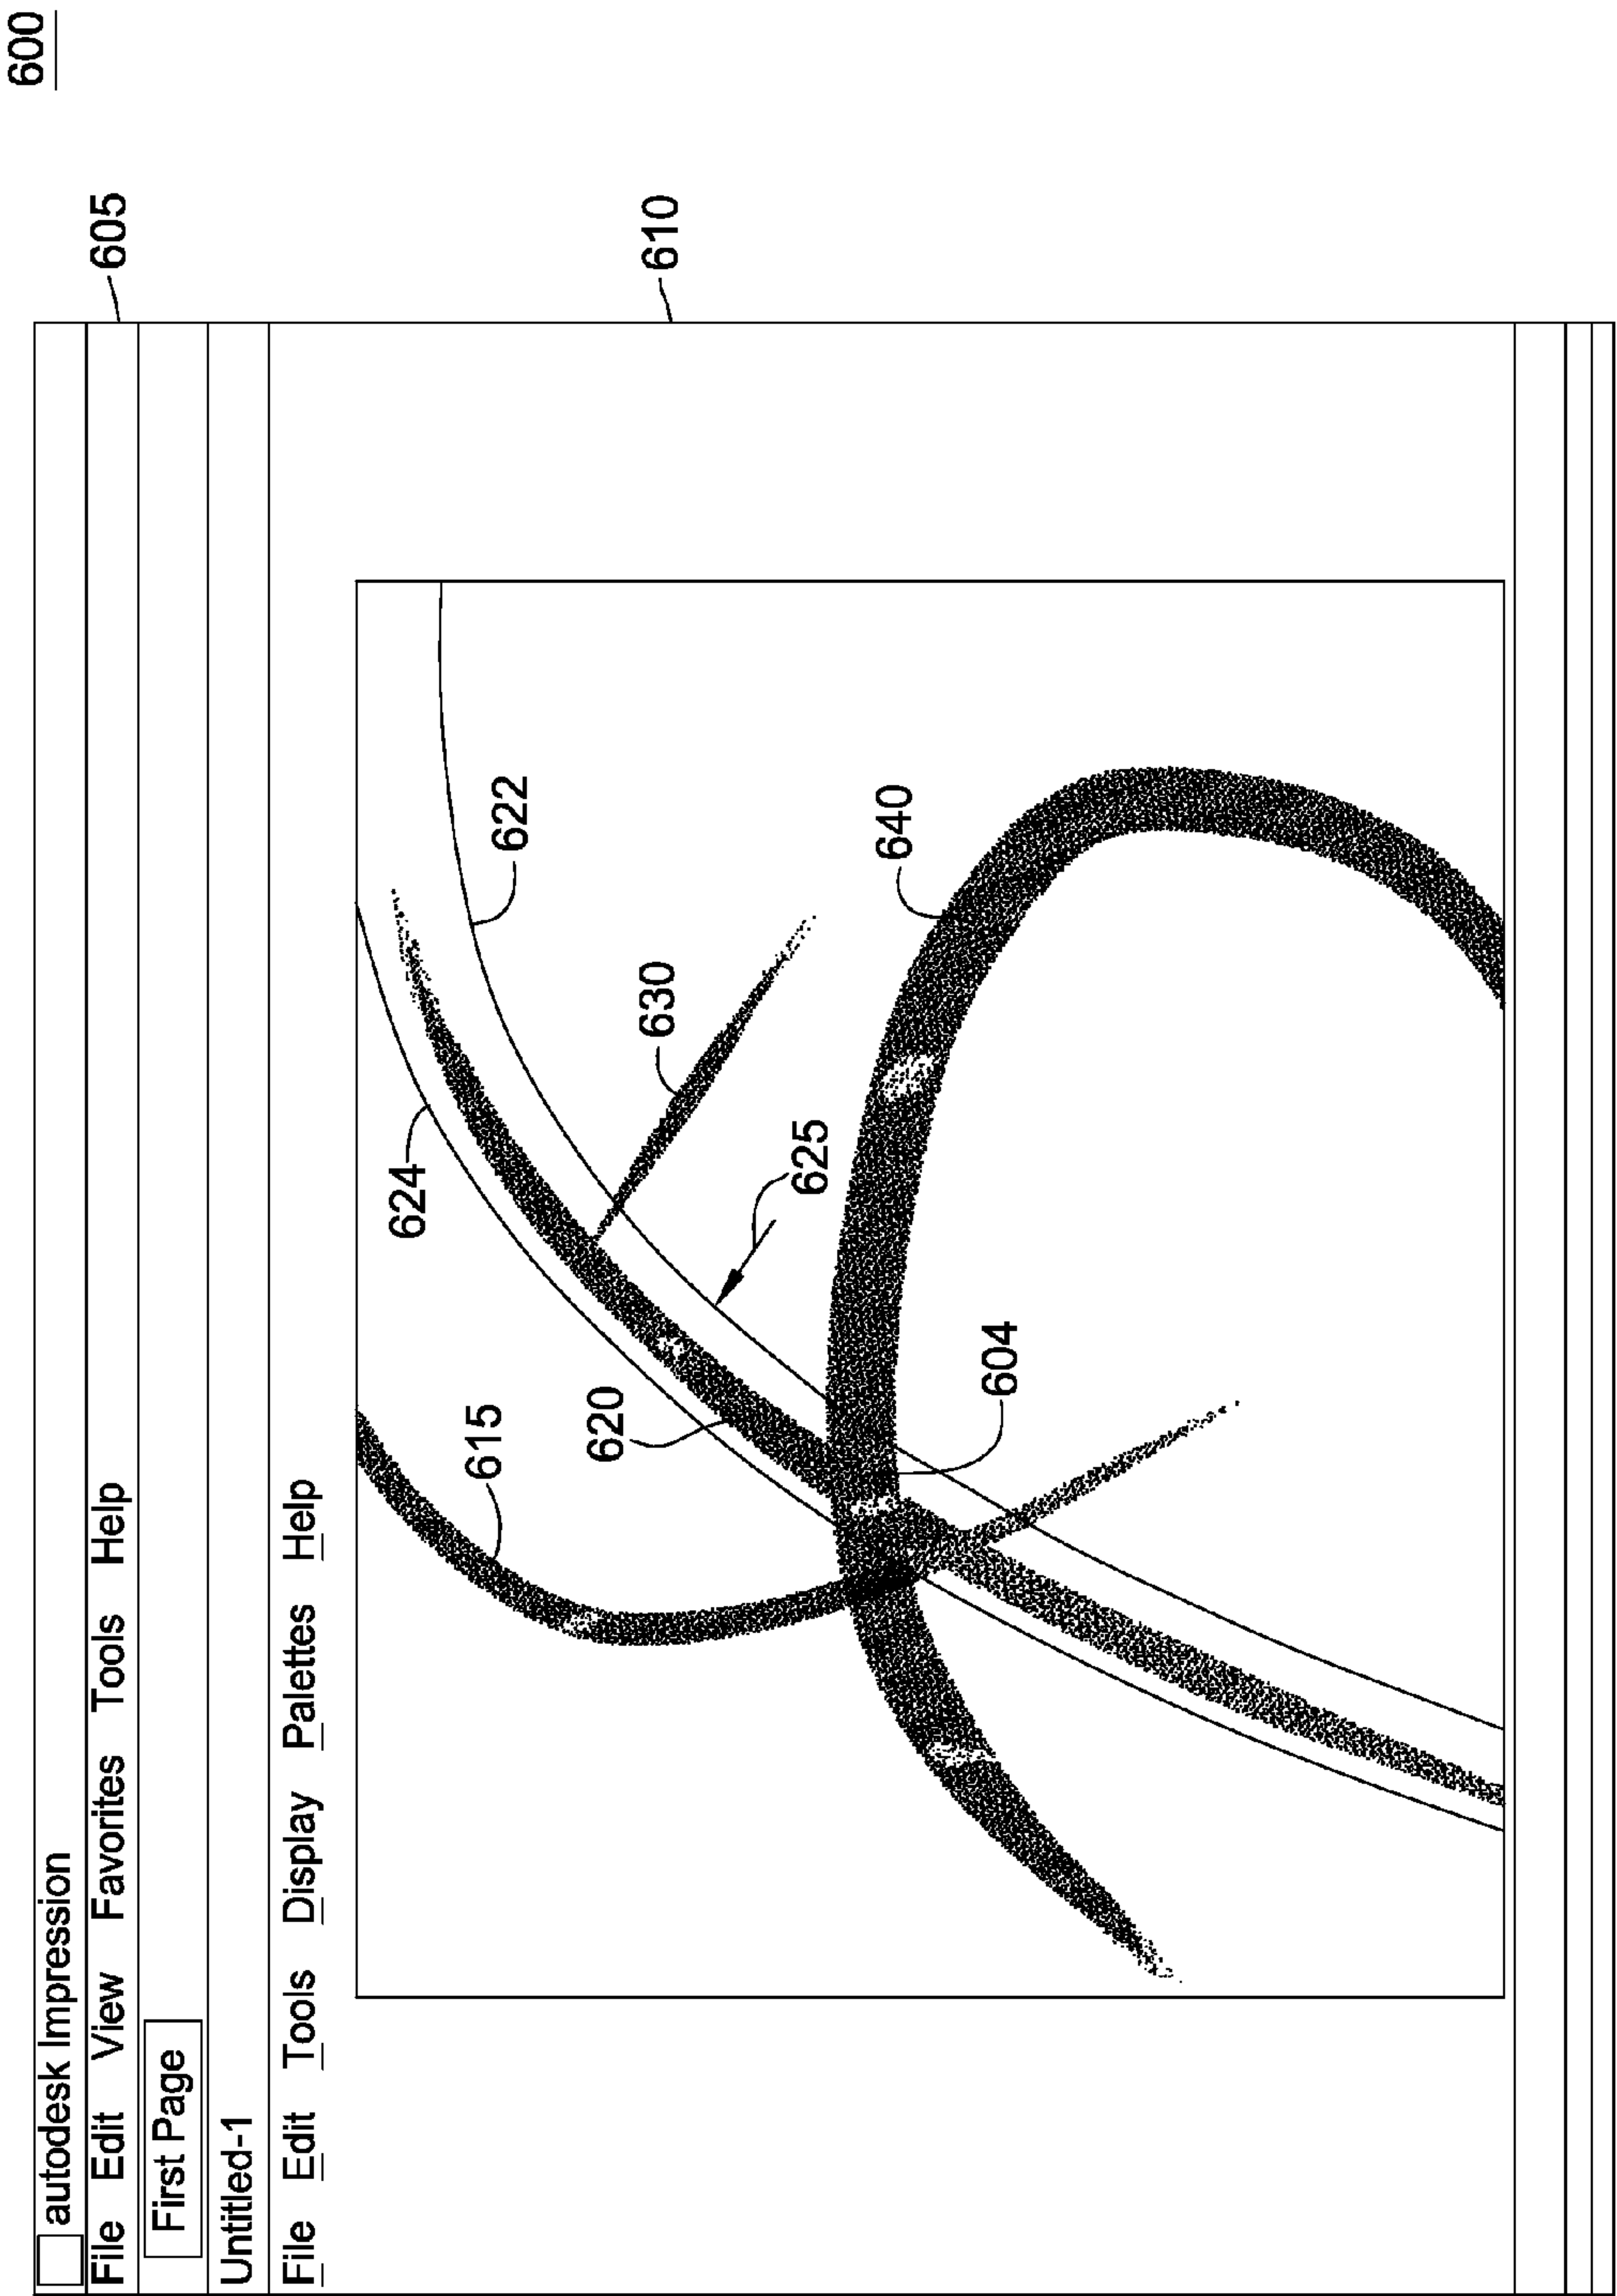 600
autodesk Impression
File Edit View Favorites Tools Help
605
First Page
Untitled-1
File Edit Tools Display Palettes Help
610
624
622
615
620
630
625
640
604